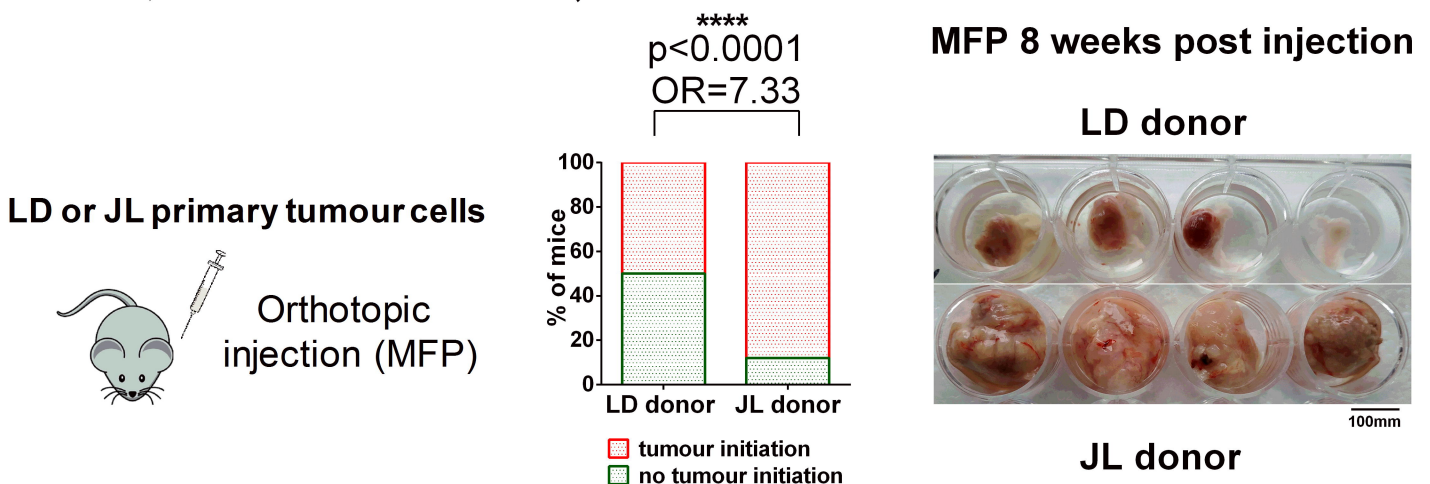 LD or JL primary tumour cells
Orthotopic
injection (MFP)
****
p<0.0001
OR=7.33
% of mice
100
80
60
40
20
0
LD donor JL donor
tumour initiation
no tumour initiation
MFP 8 weeks post injection
LD donor
100mm
JL donor